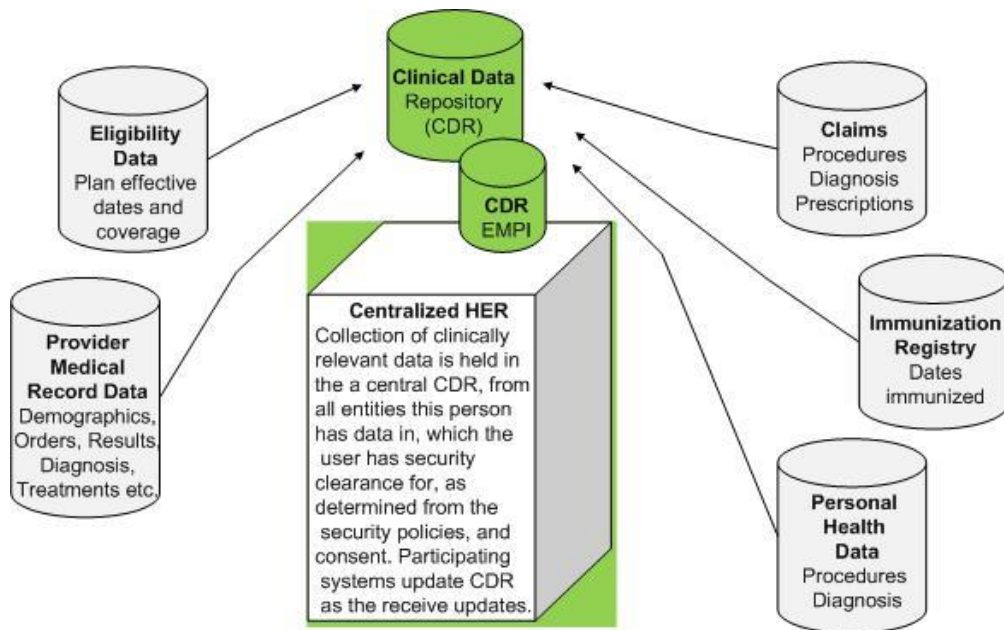 Clinical Data
Repository
(CDR)
CDR
EMPI
Eligibility
Data
Plan effective
dates and
coverage
Provider
Medical
Record Data
Demographics,
Orders, Results,
Diagnosis,
Treatments etc.
Centralized HER
Collection of clinically
relevant data is held in
the a central CDR, from
all entities this person
has data in, which the
user has security
clearance for, as
determined from the
security policies, and
consent. Participating
systems update CDR
as the receive updates.
Claims
Procedures
Diagnosis
Prescriptions
Immunization
Registry
Dates
immunized
Personal
Health
Data
Procedures
Diagnosis